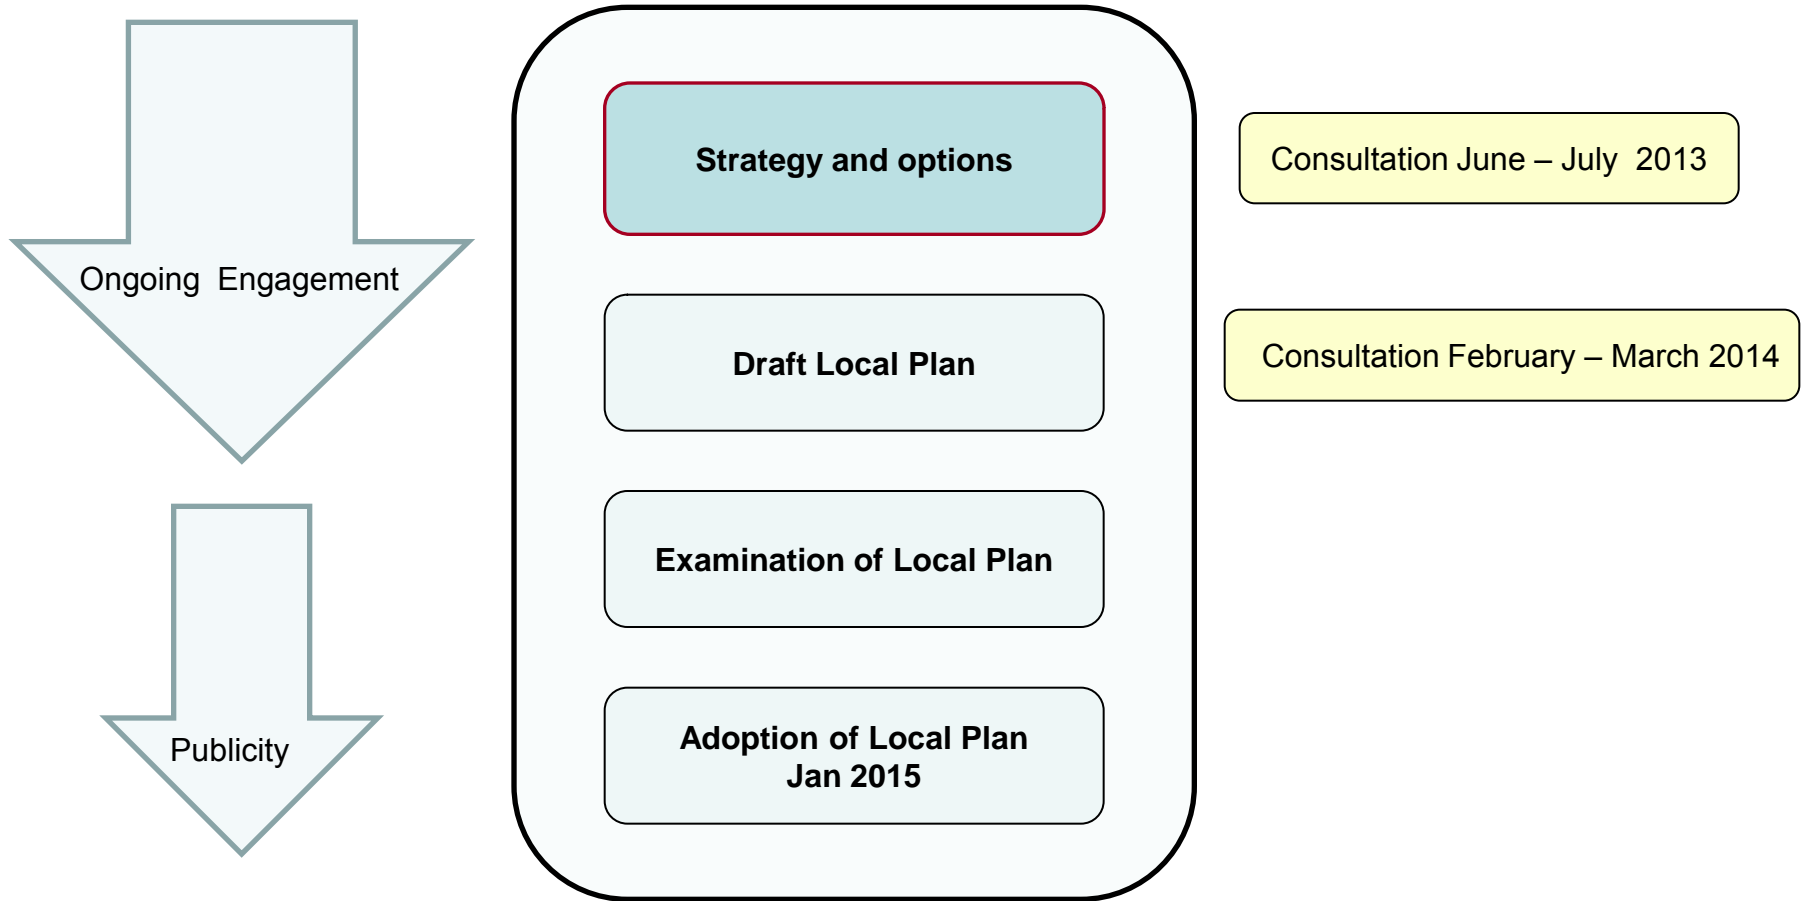 Strategy and options
Consultation June – July 2013
Ongoing Engagement
Draft Local Plan
Consultation February – March 2014
Examination of Local Plan
Publicity
Adoption of Local Plan
Jan 2015